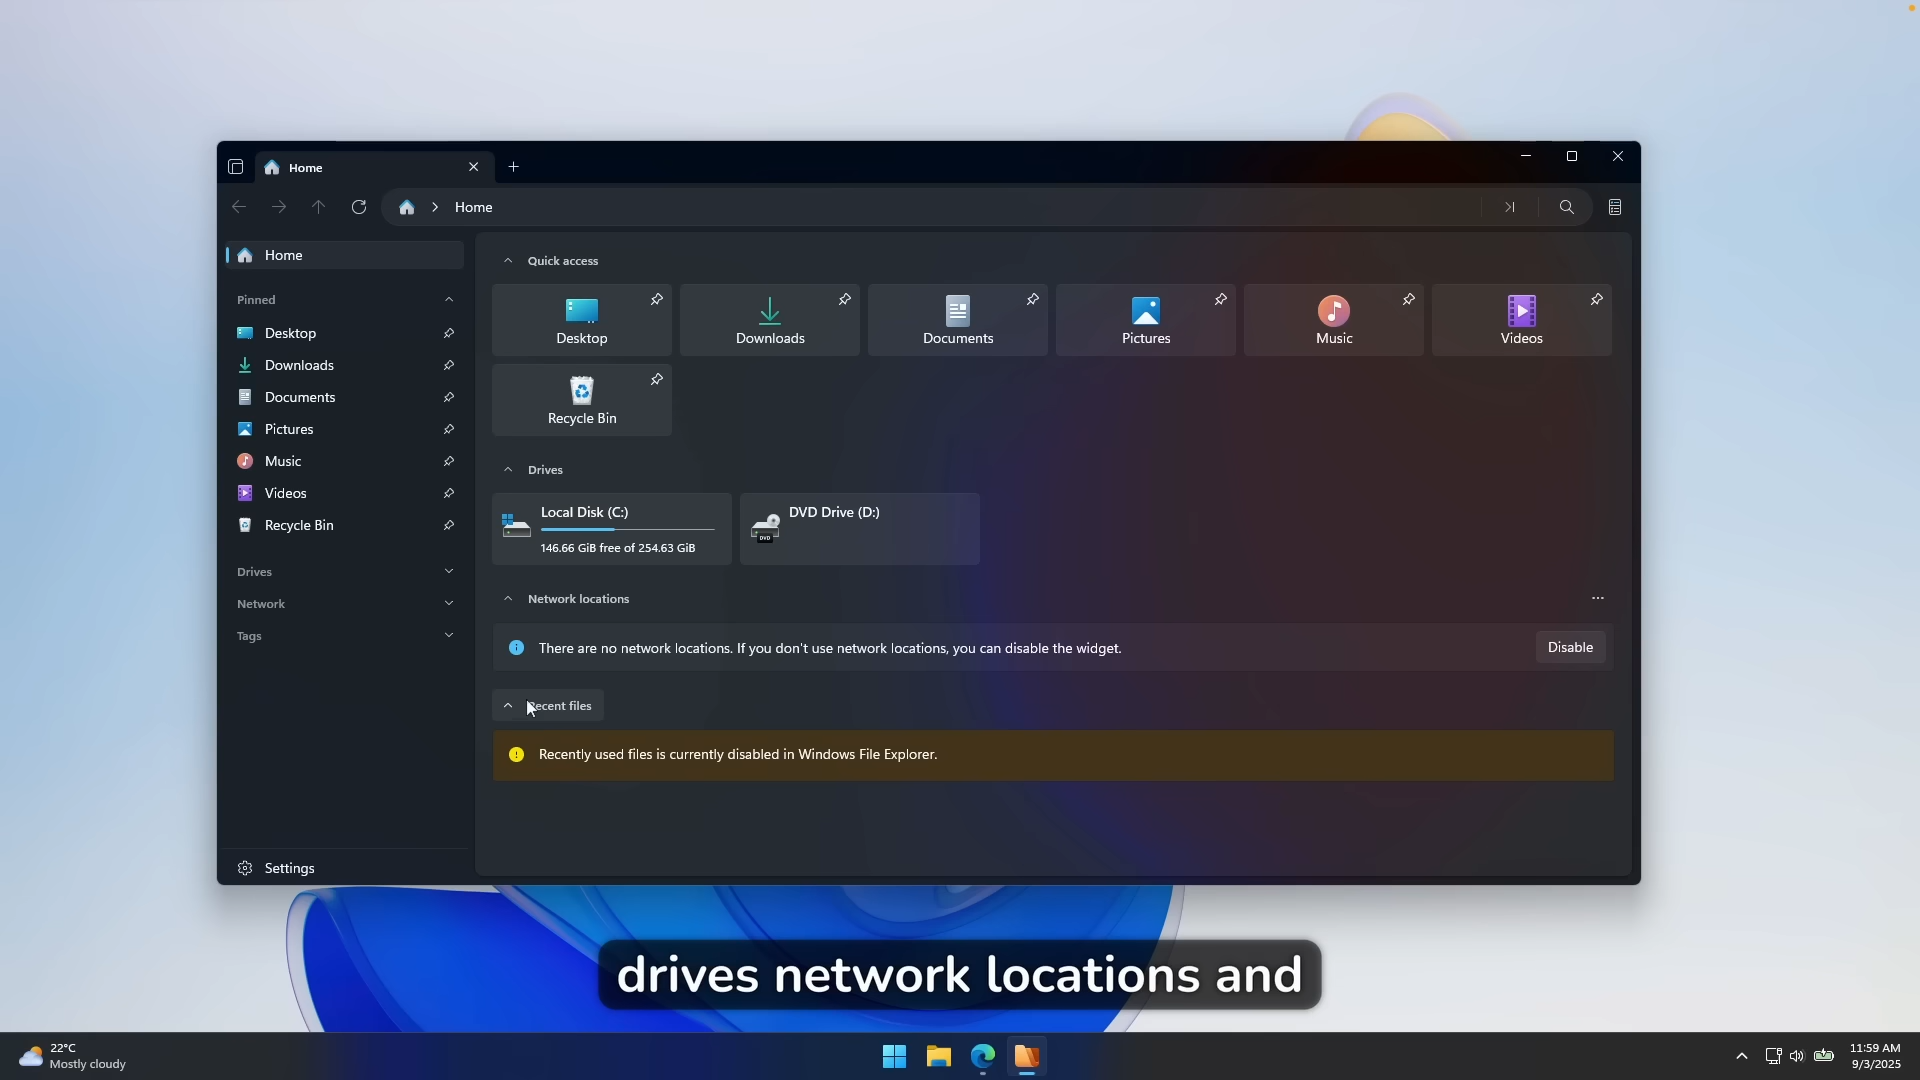 Home
Home
Home
Pinned
Desktop
Downloads
Documents
Pictures
Music
Videos
Recycle Bin
Drives
Network
Tags
Settings
Quick access
Desktop
Downloads
Documents
Pictures
Music
Videos
Recycle Bin
Drives
Local Disk (C:)
146.66 GiB free of 254.63 GiB
DVD
DVD Drive (D:)
Network locations
There are no network locations. If you don't use network locations, you can disable the widget.
Disable
ecent files
Recently used files is currently disabled in Windows File Explorer.
drives network locations and
22°C
Mostly cloudy
11:59 AM
9/3/2025